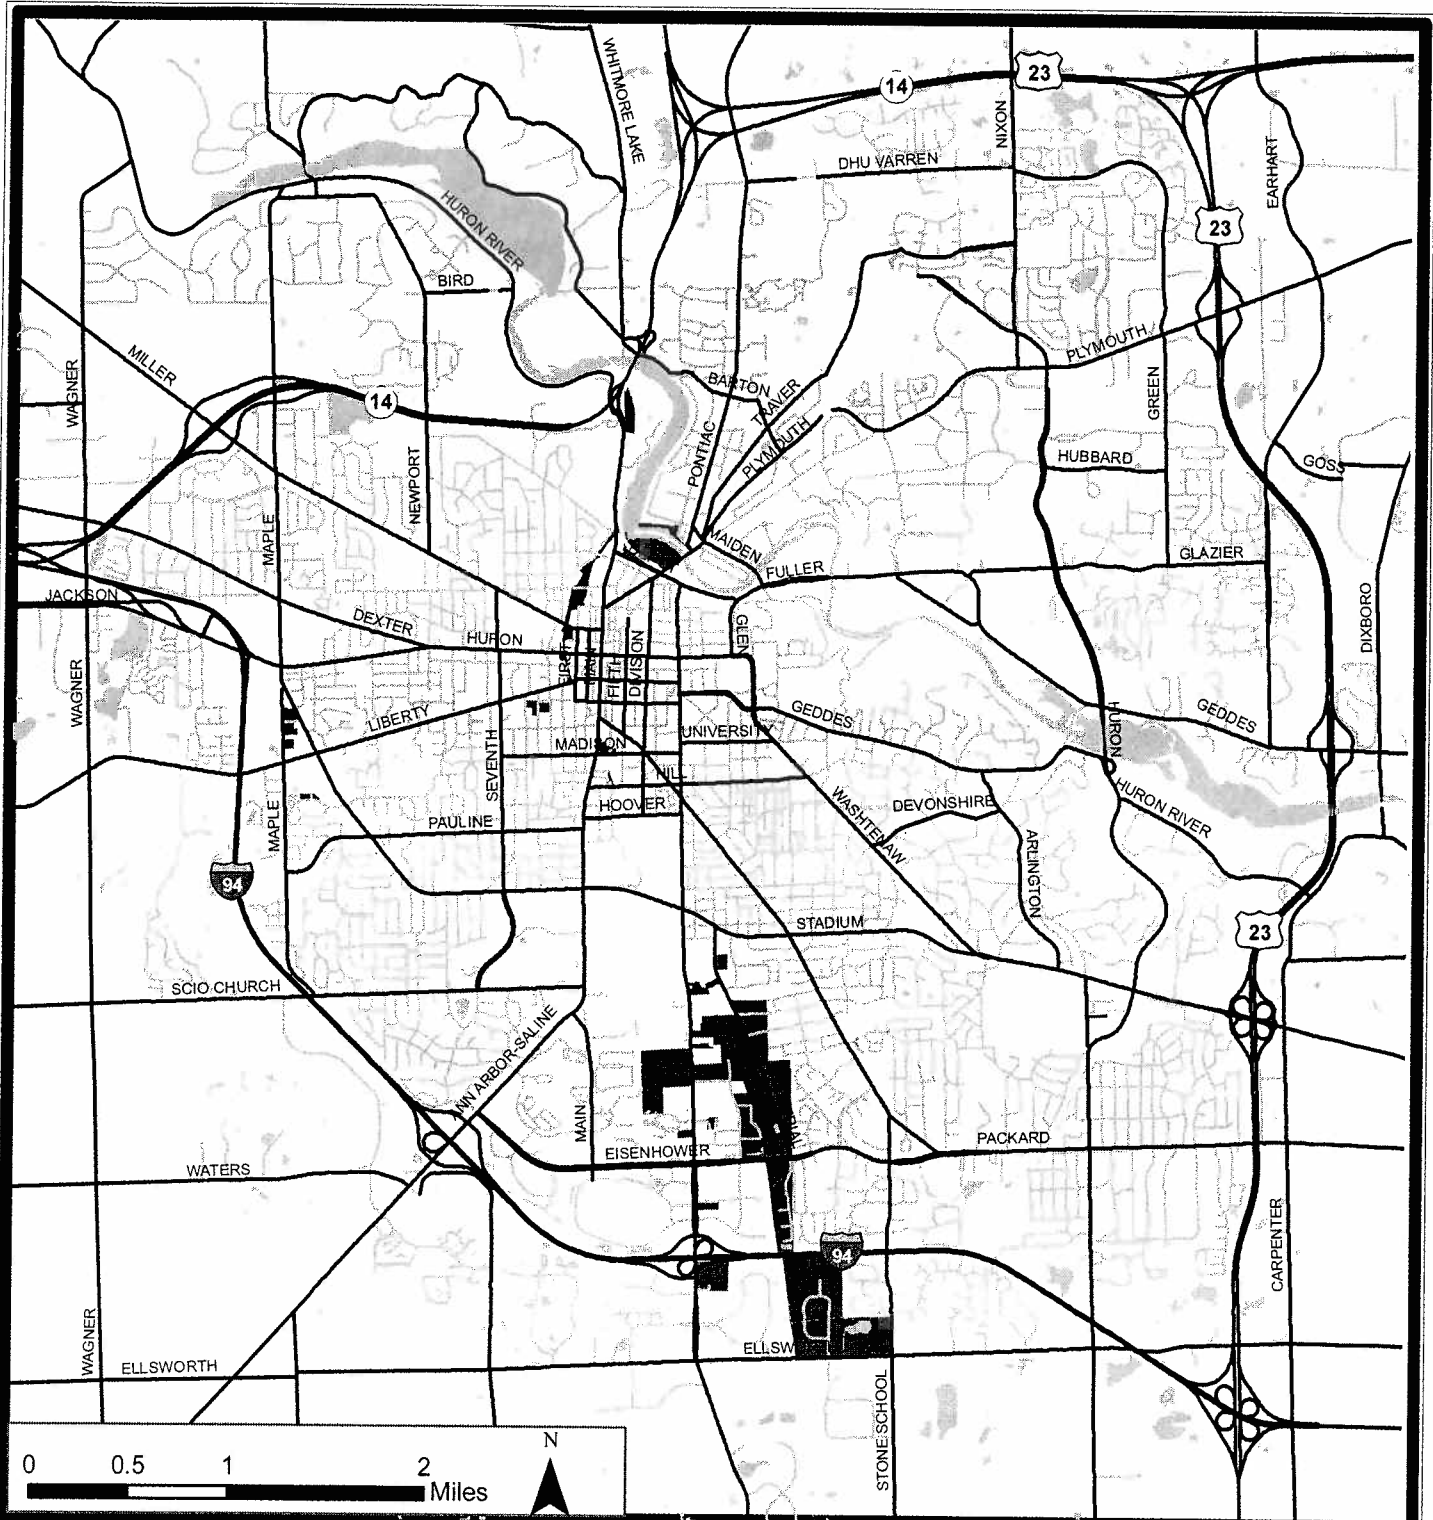 WHITMORE LAKE
14
23
NIXON
DHU VARREN
EARHART
23
HURON RIVER
BIRD
WAGNER
MILLER
14
PLYMOUTH
BARTON
TRAVER
PLYMOUTH
PONTIAC
GREEN
HUBBARD
GOSS
NEWPORT
MAPLE
MAIDEN
FULLER
GLAZIER
JACKSON
DEXTER
HURON
FIRST
MAIN
FIFTH
DIVISION
GLEN
DIXBORO
WAGNER
LIBERTY
SEVENTH
MADISON
UNIVERSITY
GEDDES
GEDDES
HURON
HILL
HOOVER
WASHTENAW
DEVONSHIRE
HURON RIVER
MAPLE
PAULINE
ARLINGTON
94
STADIUM
23
SCIO CHURCH
MAIN
EISENHOWER
PACKARD
WATERS
94
CARPENTER
WAGNER
ELLSWORTH
ELLSW
STONE SCHOOL
0 0.5 1 2
Miles
N